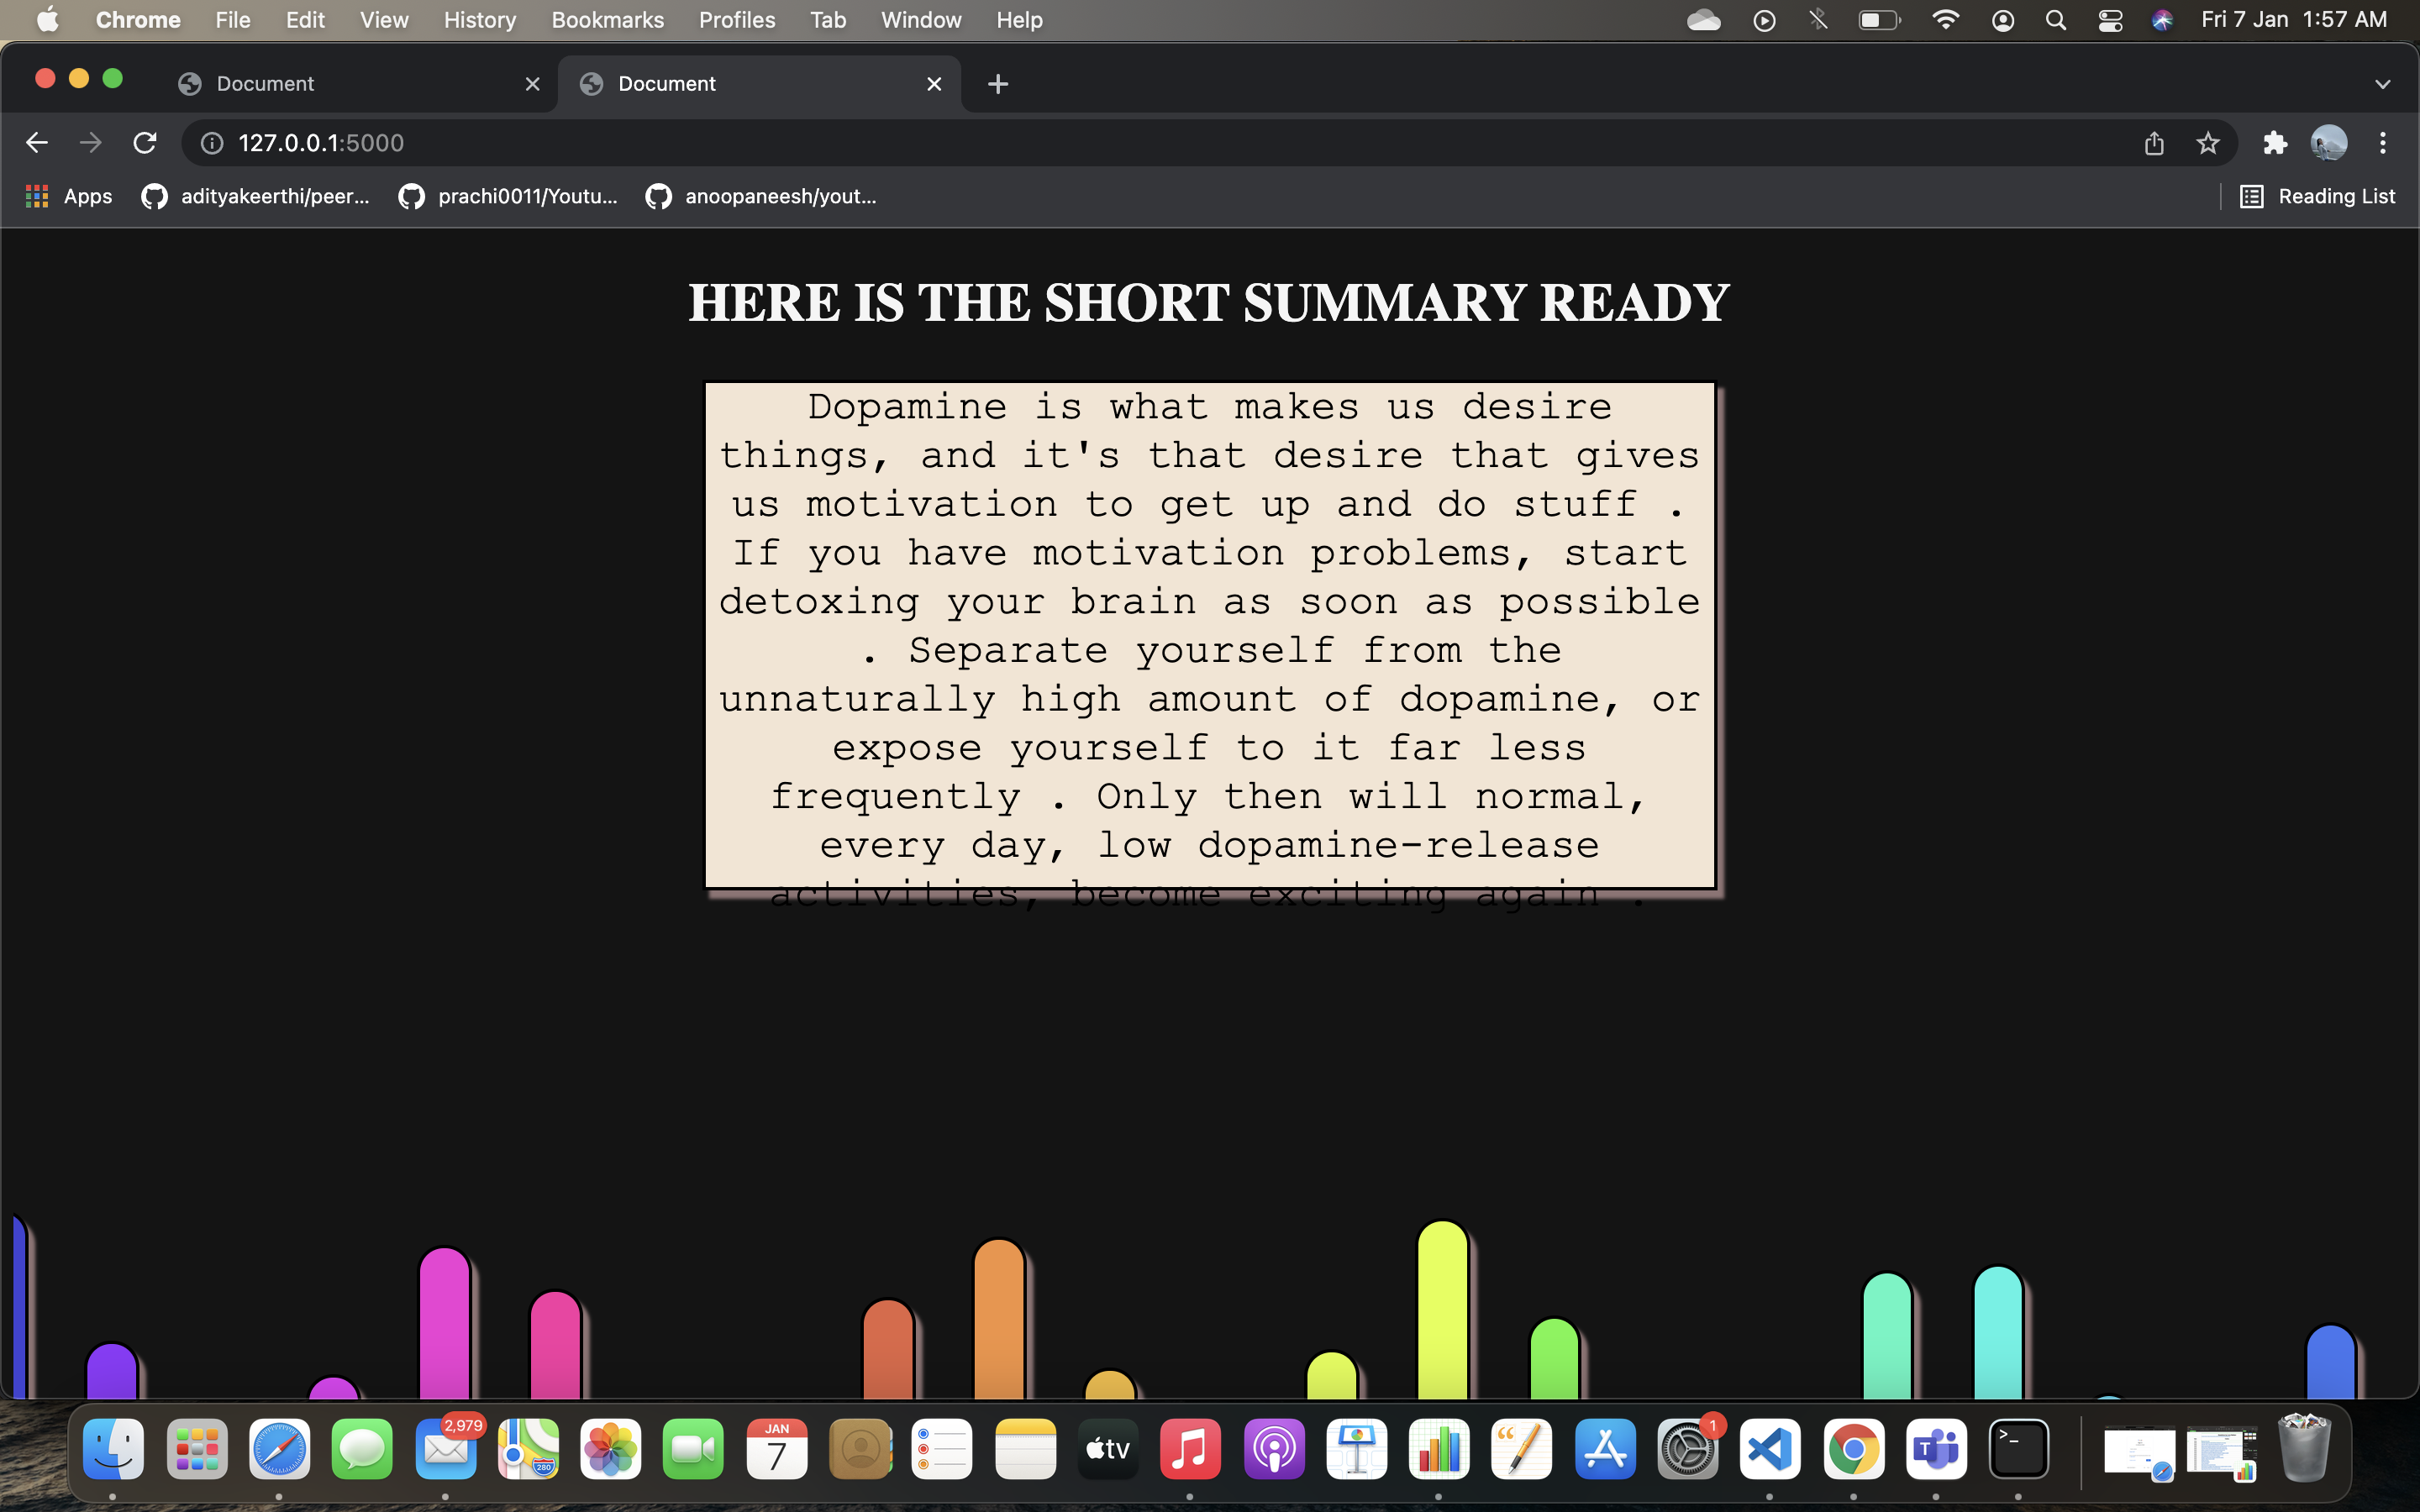 Chrome File Edit View History Bookmarks Profiles Tab Window Help Fri 7 Jan 1:57 AM
Document Document
127.0.0.1:5000
Apps adityakeerthi/peer... prachi0011/Youtu... anoopaneesh/yout... Reading List
HERE IS THE SHORT SUMMARY READY
Dopamine is what makes us desire
things, and it's that desire that gives
us motivation to get up and do stuff .
If you have motivation problems, start
detoxing your brain as soon as possible
. Separate yourself from the
unnaturally high amount of dopamine, or
expose yourself to it far less
frequently . Only then will normal,
every day, low dopamine-release
activities, become exciting again .
2,979
280
JAN
7
tv
1
T
>_